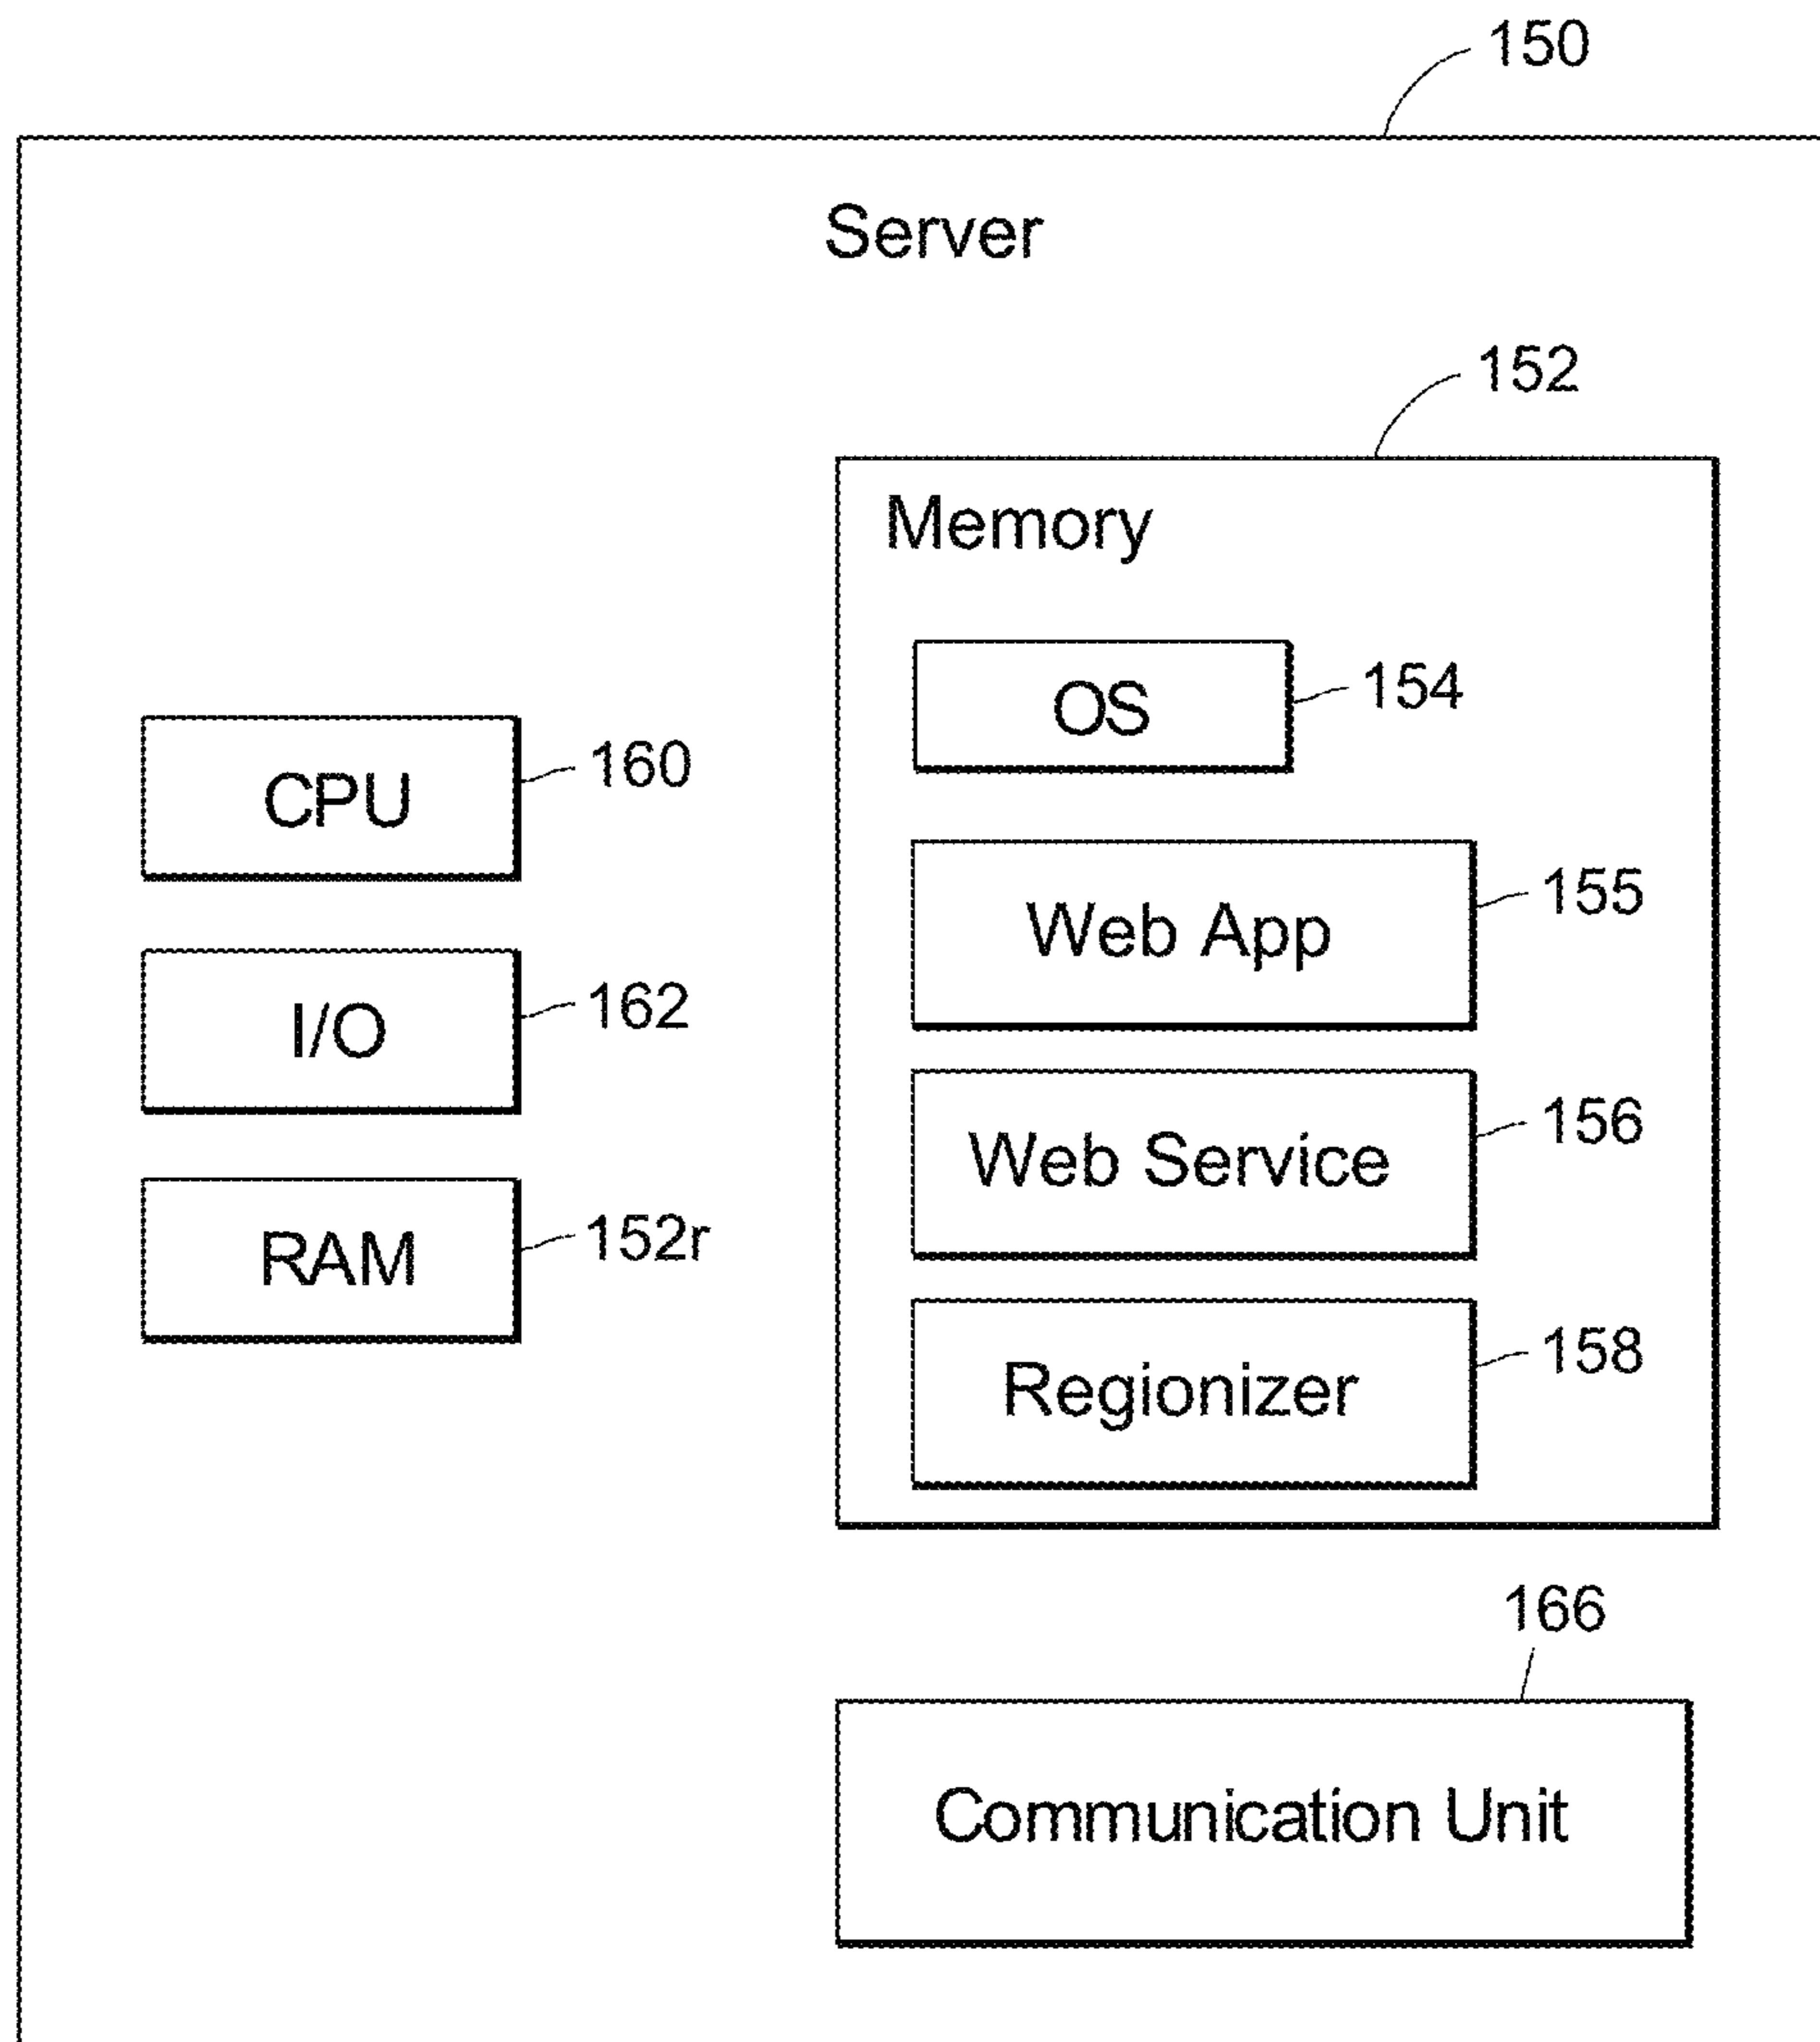 150
Server
152
Memory
OS
154
CPU
160
Web App
155
I/O
162
Web Service
156
RAM
152r
Regionizer
158
166
Communication Unit